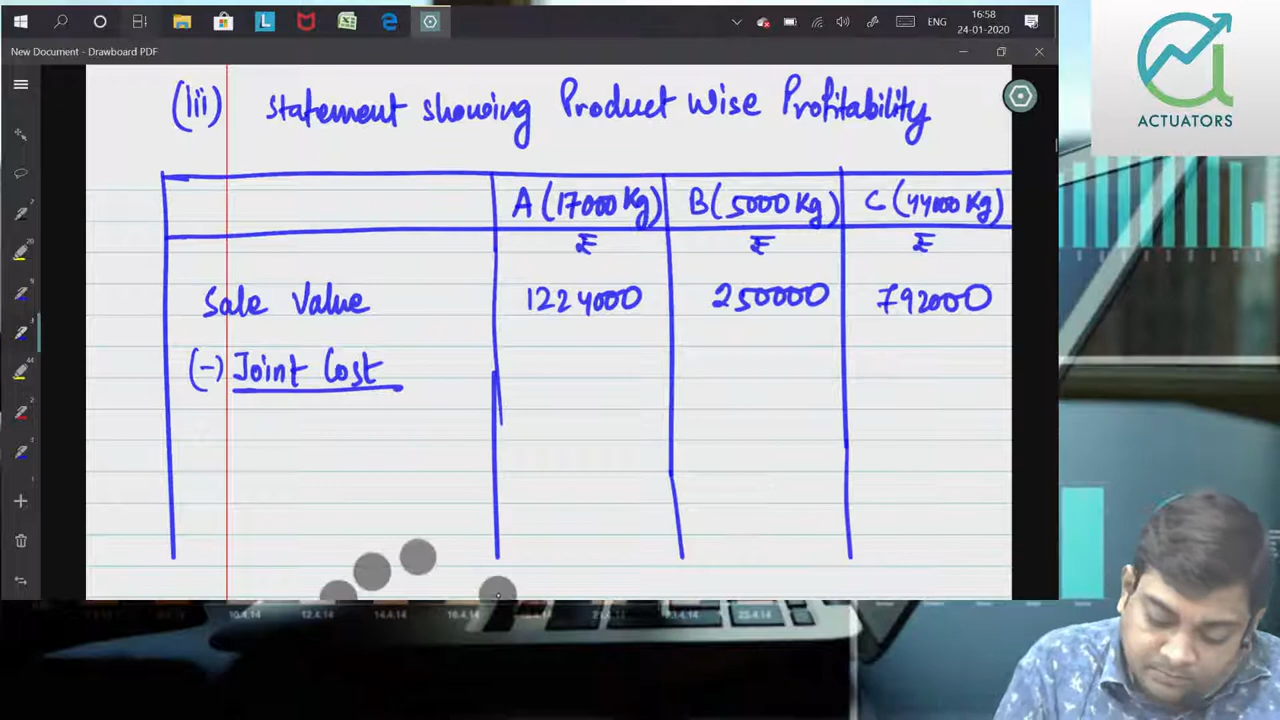 ENG
16:58
24-01-2020
New Document - Drawboard PDF
ACTUATORS
(iii) Statement showing Product Wise Profitability
A (17000 Kg) B (5000 Kg) C (44000 Kg)
Sale Value 1224000 250000 792000
(-) Joint Cost